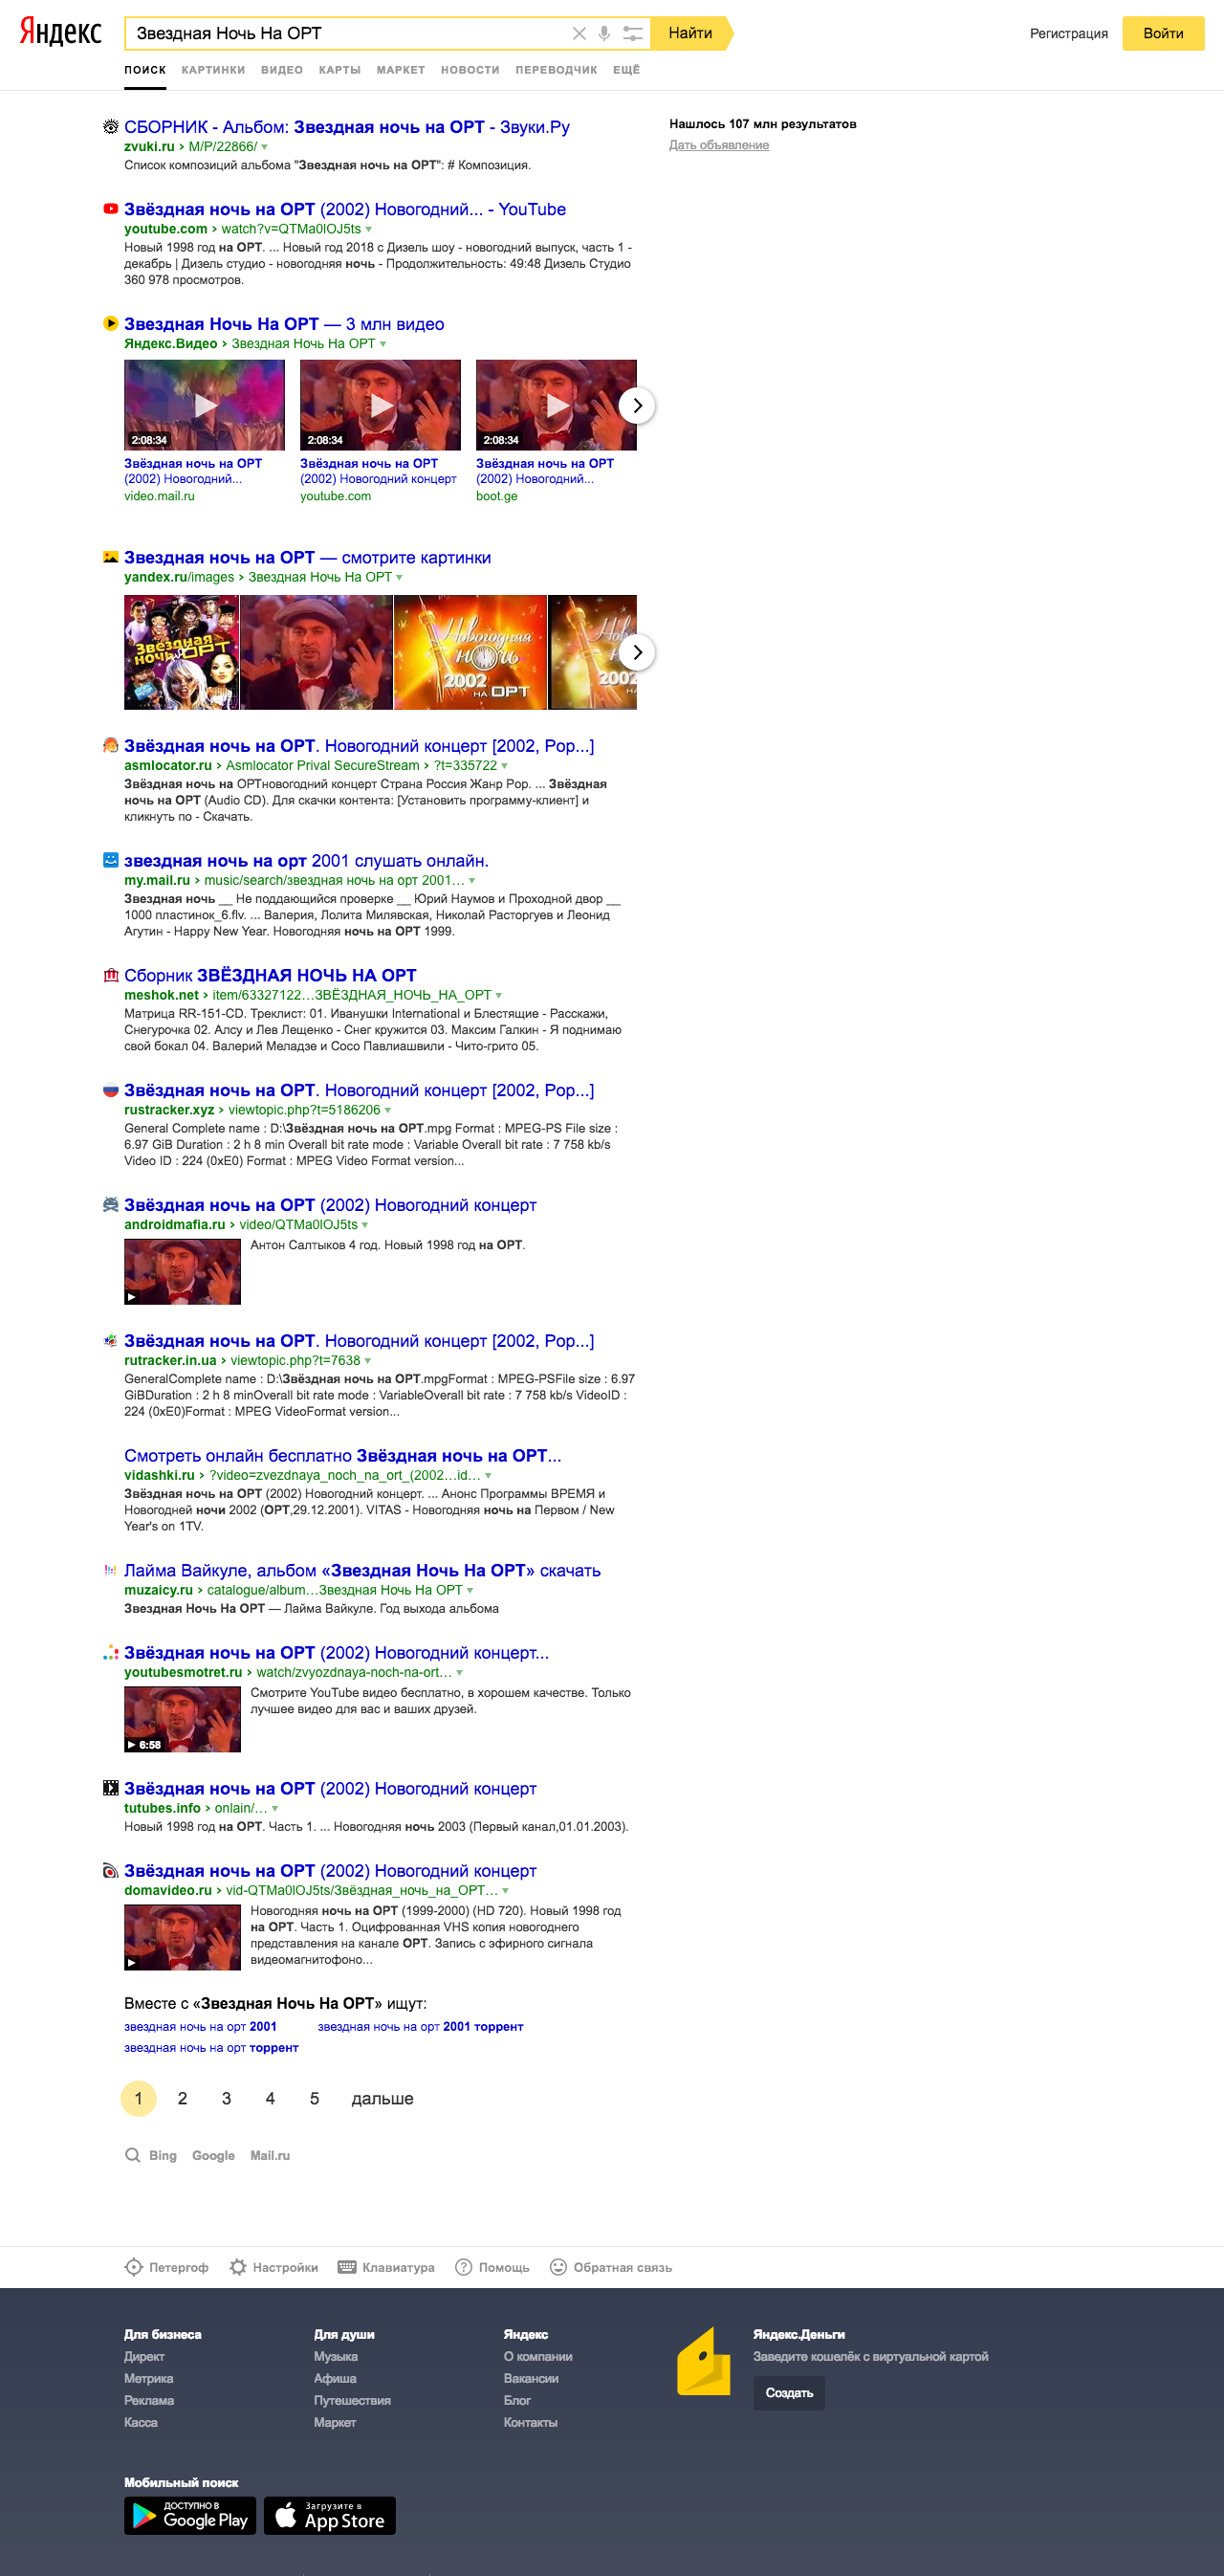 Яндекс
Звездная Ночь На ОРТ
Найти
Регистрация
Войти
ПОИСК КАРТИНКИ ВИДЕО КАРТЫ МАРКЕТ НОВОСТИ ПЕРЕВОДЧИК ЕЩЁ
СБОРНИК - Альбом: Звездная ночь на ОРТ - Звуки.Ру
zvuki.ru › M/P/22866/
Список композиций альбома "Звездная ночь на ОРТ": # Композиция.
Нашлось 107 млн результатов
Дать объявление
Звёздная ночь на ОРТ (2002) Новогодний... - YouTube
youtube.com › watch?v=QTMa0lOJ5ts
Новый 1998 год на ОРТ. ... Новый год 2018 с Дизель шоу - новогодний выпуск, часть 1 -
декабрь | Дизель студия - новогодняя ночь - Продолжительность: 49:48 Дизель Студио
360 978 просмотров.
Звездная Ночь На ОРТ — 3 млн видео
Яндекс.Видео › Звездная Ночь На ОРТ
2:08:34 2:08:34 2:08:34
Звёздная ночь на ОРТ Звёздная ночь на ОРТ Звёздная ночь на ОРТ
(2002) Новогодний... (2002) Новогодний концерт (2002) Новогодний...
video.mail.ru youtube.com boot.ge
Звездная ночь на ОРТ — смотрите картинки
yandex.ru/images › Звездная Ночь На ОРТ
Звездная
ночь ОРТ
Новогодняя
ночь
2002
на ОРТ
2002
Звёздная ночь на ОРТ. Новогодний концерт [2002, Pop...]
asmlocator.ru › Asmlocator Prival SecureStream › ?t=335722
Звёздная ночь на ОРТновогодний концерт Страна Россия Жанр Pop. ... Звёздная
ночь на ОРТ (Audio CD). Для скачки контента: [Установить программу-клиент] и
кликнуть по - Скачать.
звездная ночь на орт 2001 слушать онлайн.
my.mail.ru › music/search/звездная ночь на орт 2001…
Звездная ночь __ Не поддающийся проверке __ Юрий Наумов и Проходной двор __
1000 пластинок_6.flv. ... Валерия, Лолита Милявская, Николай Расторгуев и Леонид
Агутин - Happy New Year. Новогодняя ночь на ОРТ 1999.
Сборник ЗВЁЗДНАЯ НОЧЬ НА ОРТ
meshok.net › item/63327122…ЗВЁЗДНАЯ_НОЧЬ_НА_ОРТ
Матрица RR-151-CD. Треклист: 01. Иванушки International и Блестящие - Расскажи,
Снегурочка 02. Алсу и Лев Лещенко - Снег кружится 03. Максим Галкин - Я поднимаю
свой бокал 04. Валерий Меладзе и Сосо Павлиашвили - Чито-грито 05.
Звёздная ночь на ОРТ. Новогодний концерт [2002, Pop...]
rustracker.xyz › viewtopic.php?t=5186206
General Complete name : D:\Звёздная ночь на ОРТ.mpg Format : MPEG-PS File size :
6.97 GiB Duration : 2 h 8 min Overall bit rate mode : Variable Overall bit rate : 7 758 kb/s
Video ID : 224 (0xE0) Format : MPEG Video Format version...
Звёздная ночь на ОРТ (2002) Новогодний концерт
androidmafia.ru › video/QTMa0lOJ5ts
Антон Салтыков 4 год. Новый 1998 год на ОРТ.
Звёздная ночь на ОРТ. Новогодний концерт [2002, Pop...]
rutracker.in.ua › viewtopic.php?t=7638
GeneralComplete name : D:\Звёздная ночь на ОРТ.mpgFormat : MPEG-PSFile size : 6.97
GiBDuration : 2 h 8 minOverall bit rate mode : VariableOverall bit rate : 7 758 kb/s VideoID :
224 (0xE0)Format : MPEG VideoFormat version...
Смотреть онлайн бесплатно Звёздная ночь на ОРТ...
vidashki.ru › ?video=zvezdnaya_noch_na_ort_(2002…id…
Звёздная ночь на ОРТ (2002) Новогодний концерт. ... Анонс Программы ВРЕМЯ и
Новогодней ночи 2002 (ОРТ,29.12.2001). VITAS - Новогодняя ночь на Первом / New
Year's on 1TV.
Лайма Вайкуле, альбом «Звездная Ночь На ОРТ» скачать
muzaicy.ru › catalogue/album…Звездная Ночь На ОРТ
Звездная Ночь На ОРТ — Лайма Вайкуле. Год выхода альбома
Звёздная ночь на ОРТ (2002) Новогодний концерт...
youtubesmotret.ru › watch/zvyozdnaya-noch-na-ort…
6:58
Смотрите YouTube видео бесплатно, в хорошем качестве. Только
лучшее видео для вас и ваших друзей.
Звёздная ночь на ОРТ (2002) Новогодний концерт
tutubes.info › onlain/…
Новый 1998 год на ОРТ. Часть 1. ... Новогодняя ночь 2003 (Первый канал,01.01.2003).
Звёздная ночь на ОРТ (2002) Новогодний концерт
domavideo.ru › vid-QTMa0lOJ5ts/Звёздная_ночь_на_ОРТ…
Новогодняя ночь на ОРТ (1999-2000) (HD 720). Новый 1998 год
на ОРТ. Часть 1. Оцифрованная VHS копия новогоднего
представления на канале ОРТ. Запись с эфирного сигнала
видеомагнитофоно...
Вместе с «Звездная Ночь На ОРТ» ищут:
звездная ночь на орт 2001 звездная ночь на орт 2001 торрент
звездная ночь на орт торрент
1 2 3 4 5 дальше
Bing Google Mail.ru
Петергоф Настройки Клавиатура Помощь Обратная связь
Для бизнеса
Директ
Метрика
Реклама
Касса
Для души
Музыка
Афиша
Путешествия
Маркет
Яндекс
О компании
Вакансии
Блог
Контакты
Яндекс.Деньги
Заведите кошелёк с виртуальной картой
Создать
Мобильный поиск
ДОСТУПНО В
Google Play
Загрузите в
App Store